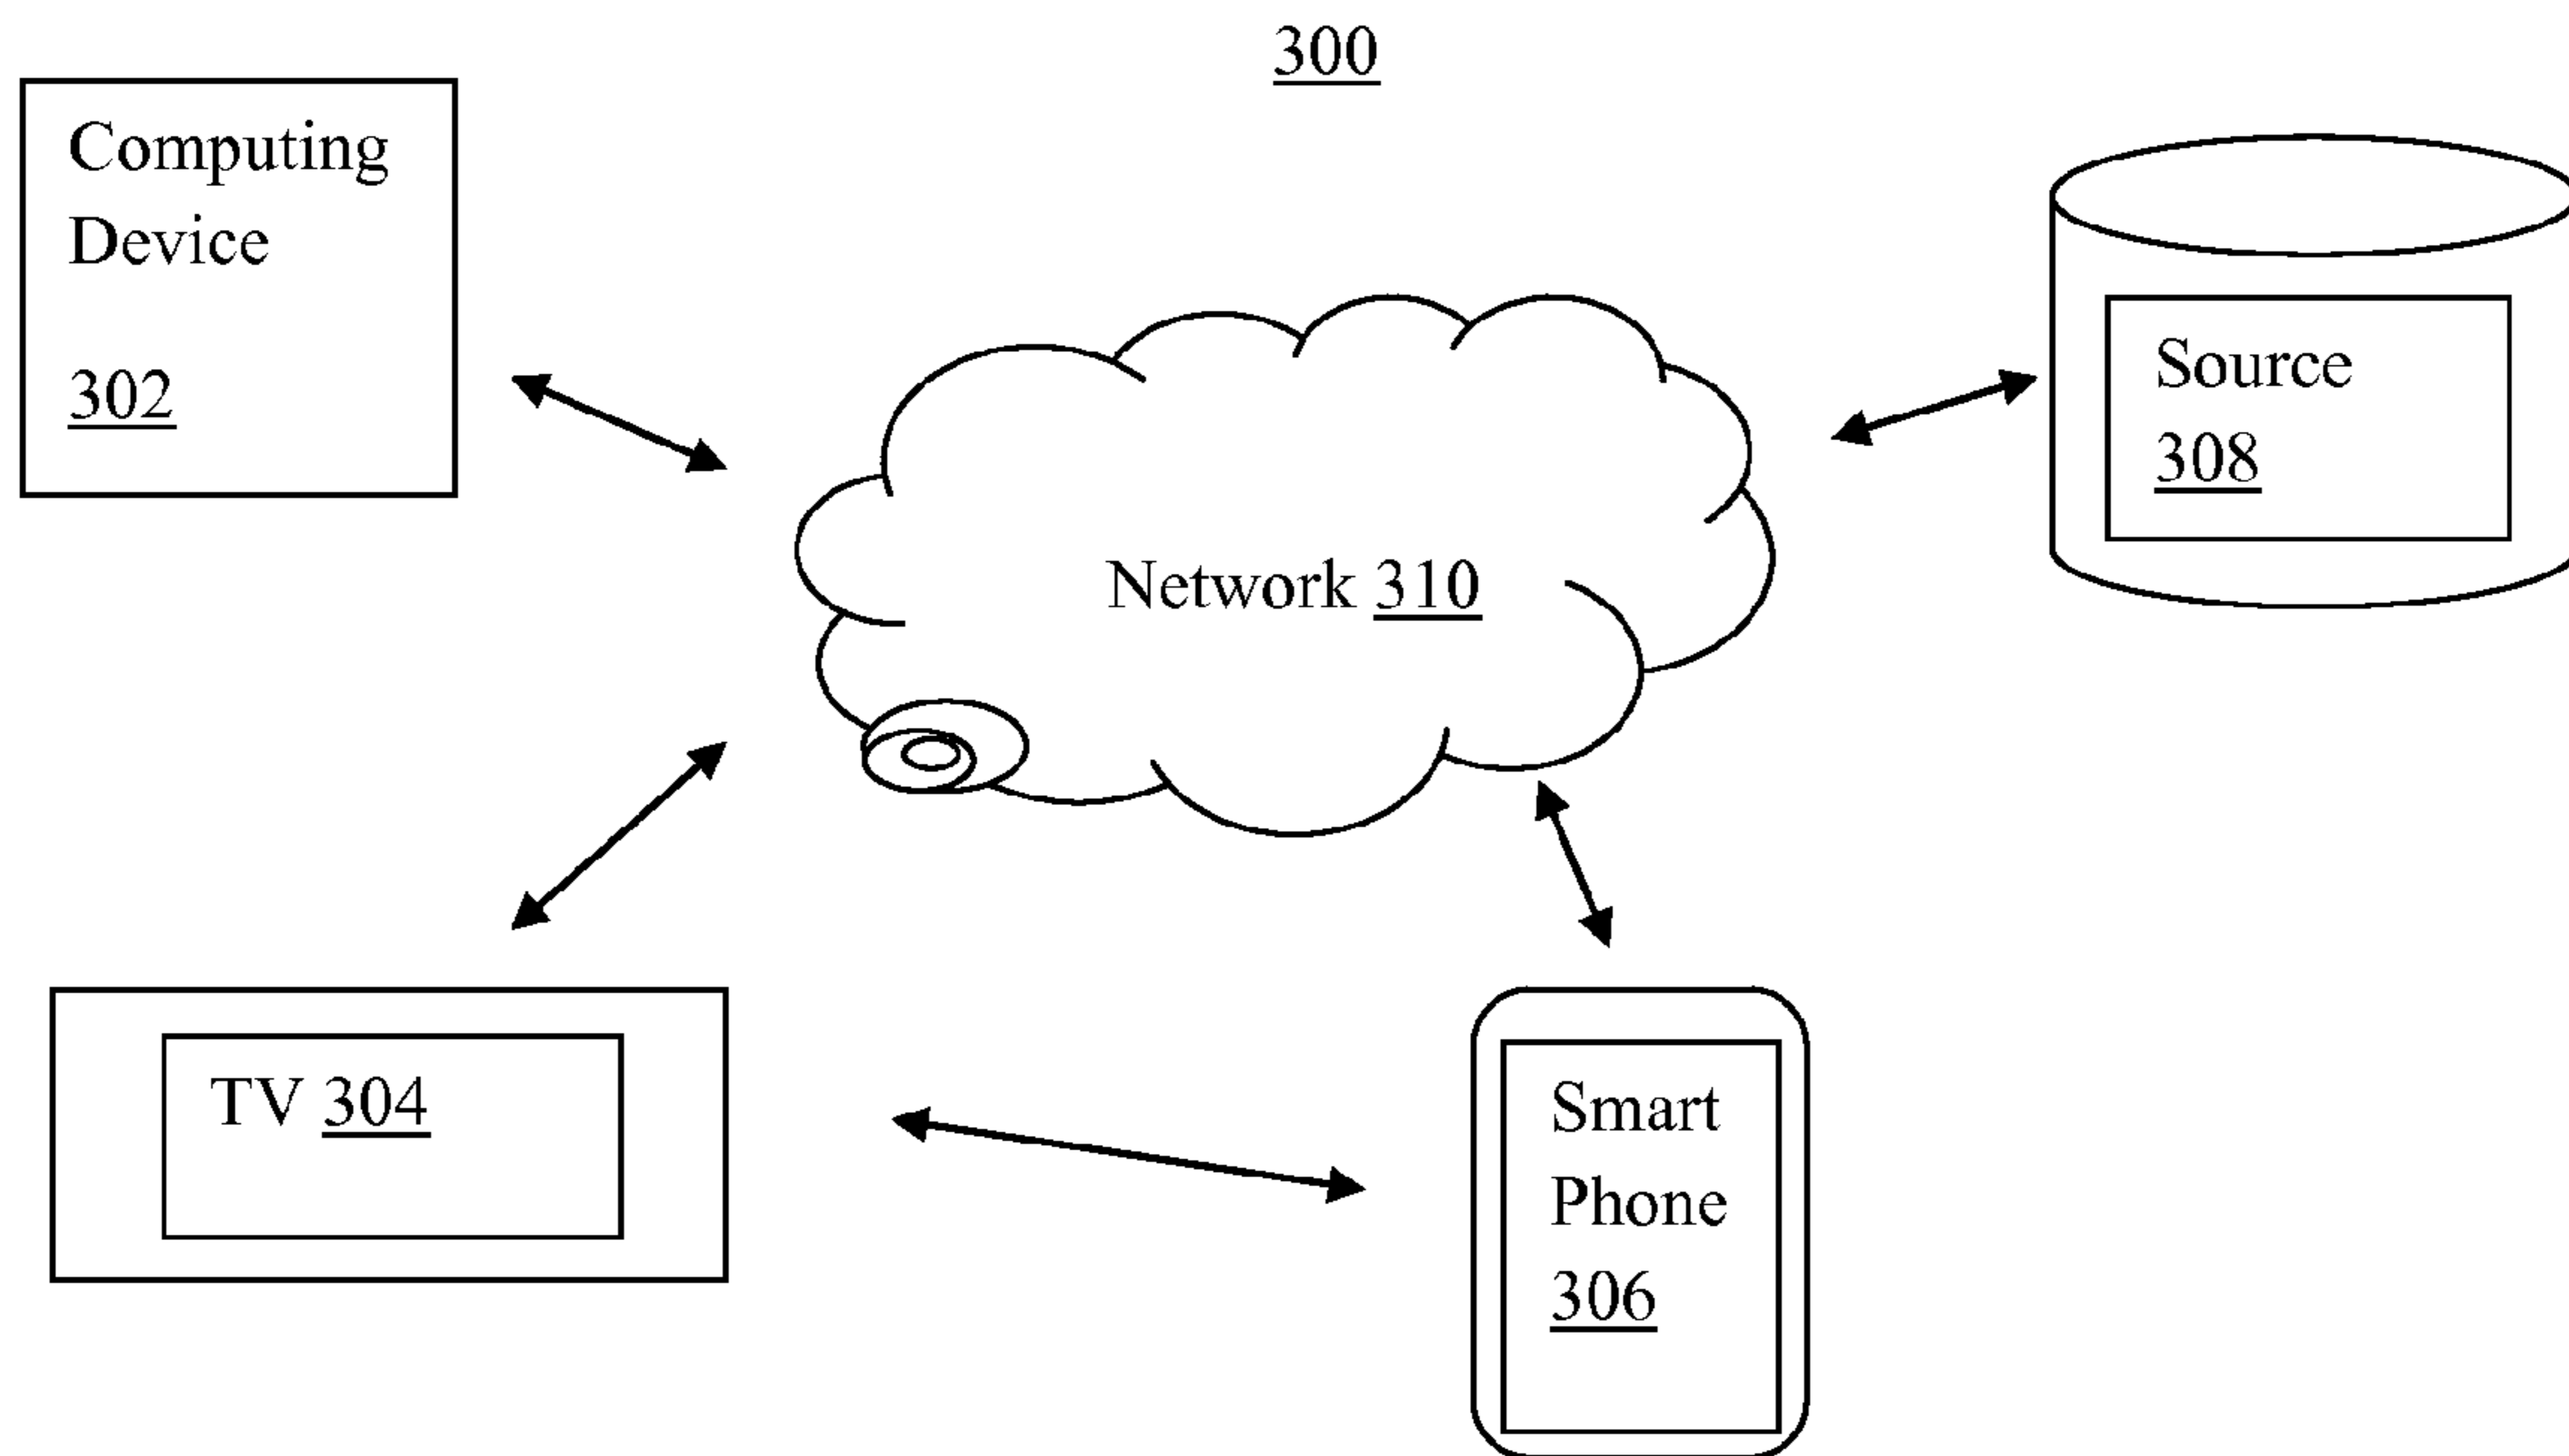 300
Computing
Device
302
Source
308
Network 310
TV 304
Smart
Phone
306